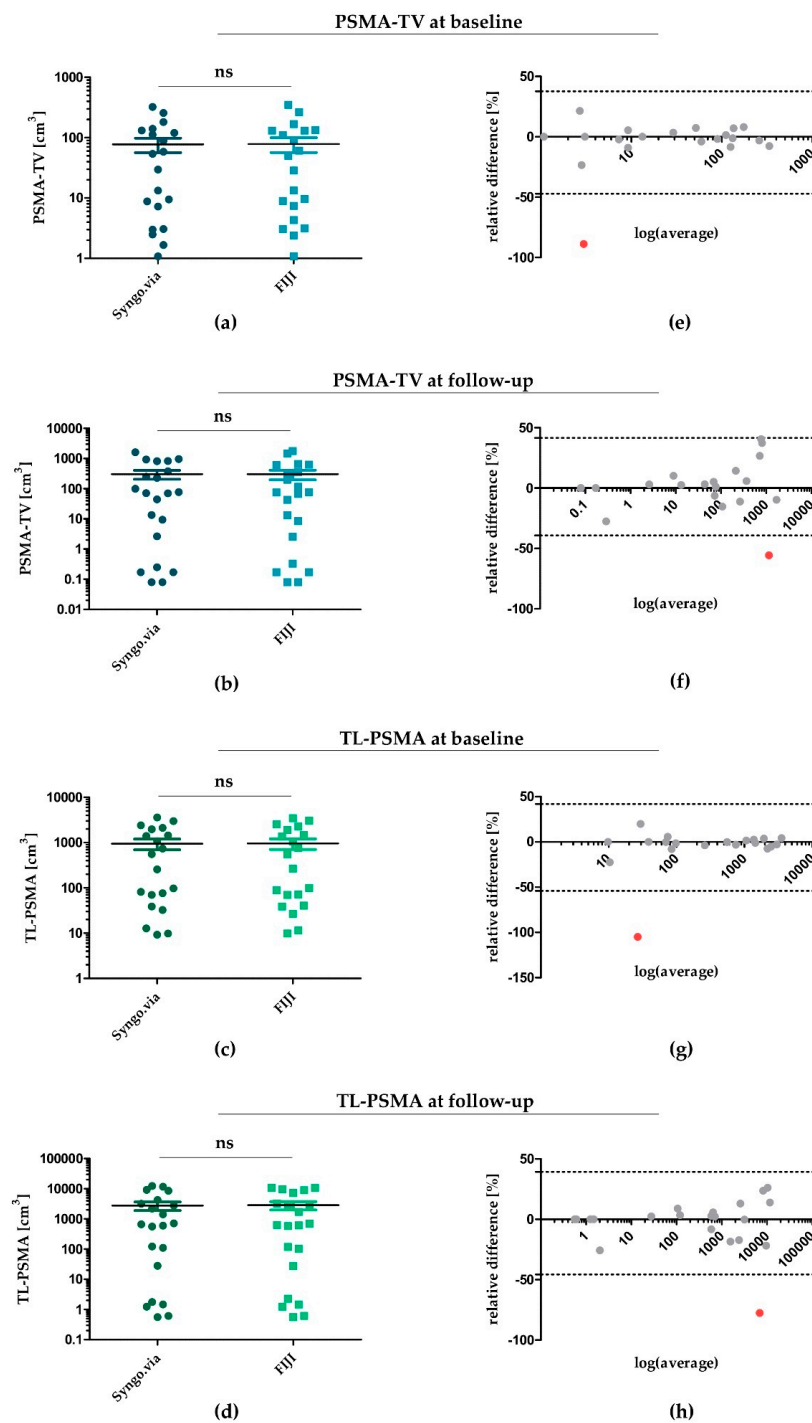 PSMA-TV at baseline
ns
PSMA-TV [cm³]
1000
100
10
1
Syngo.via
FIJI
(a)
relative difference [%]
50
0
-50
-100
10
100
1000
log(average)
(e)
PSMA-TV at follow-up
ns
PSMA-TV [cm³]
10000
1000
100
10
1
0.1
0.01
Syngo.via
FIJI
(b)
relative difference [%]
50
0
-50
-100
0.1
1
10
100
1000
10000
log(average)
(f)
TL-PSMA at baseline
ns
TL-PSMA [cm³]
10000
1000
100
10
1
Syngo.via
FIJI
(c)
relative difference [%]
50
0
-50
-100
-150
10
100
1000
10000
log(average)
(g)
TL-PSMA at follow-up
ns
TL-PSMA [cm³]
100000
10000
1000
100
10
1
0.1
Syngo.via
FIJI
(d)
relative difference [%]
50
0
-50
-100
1
10
100
1000
10000
100000
log(average)
(h)